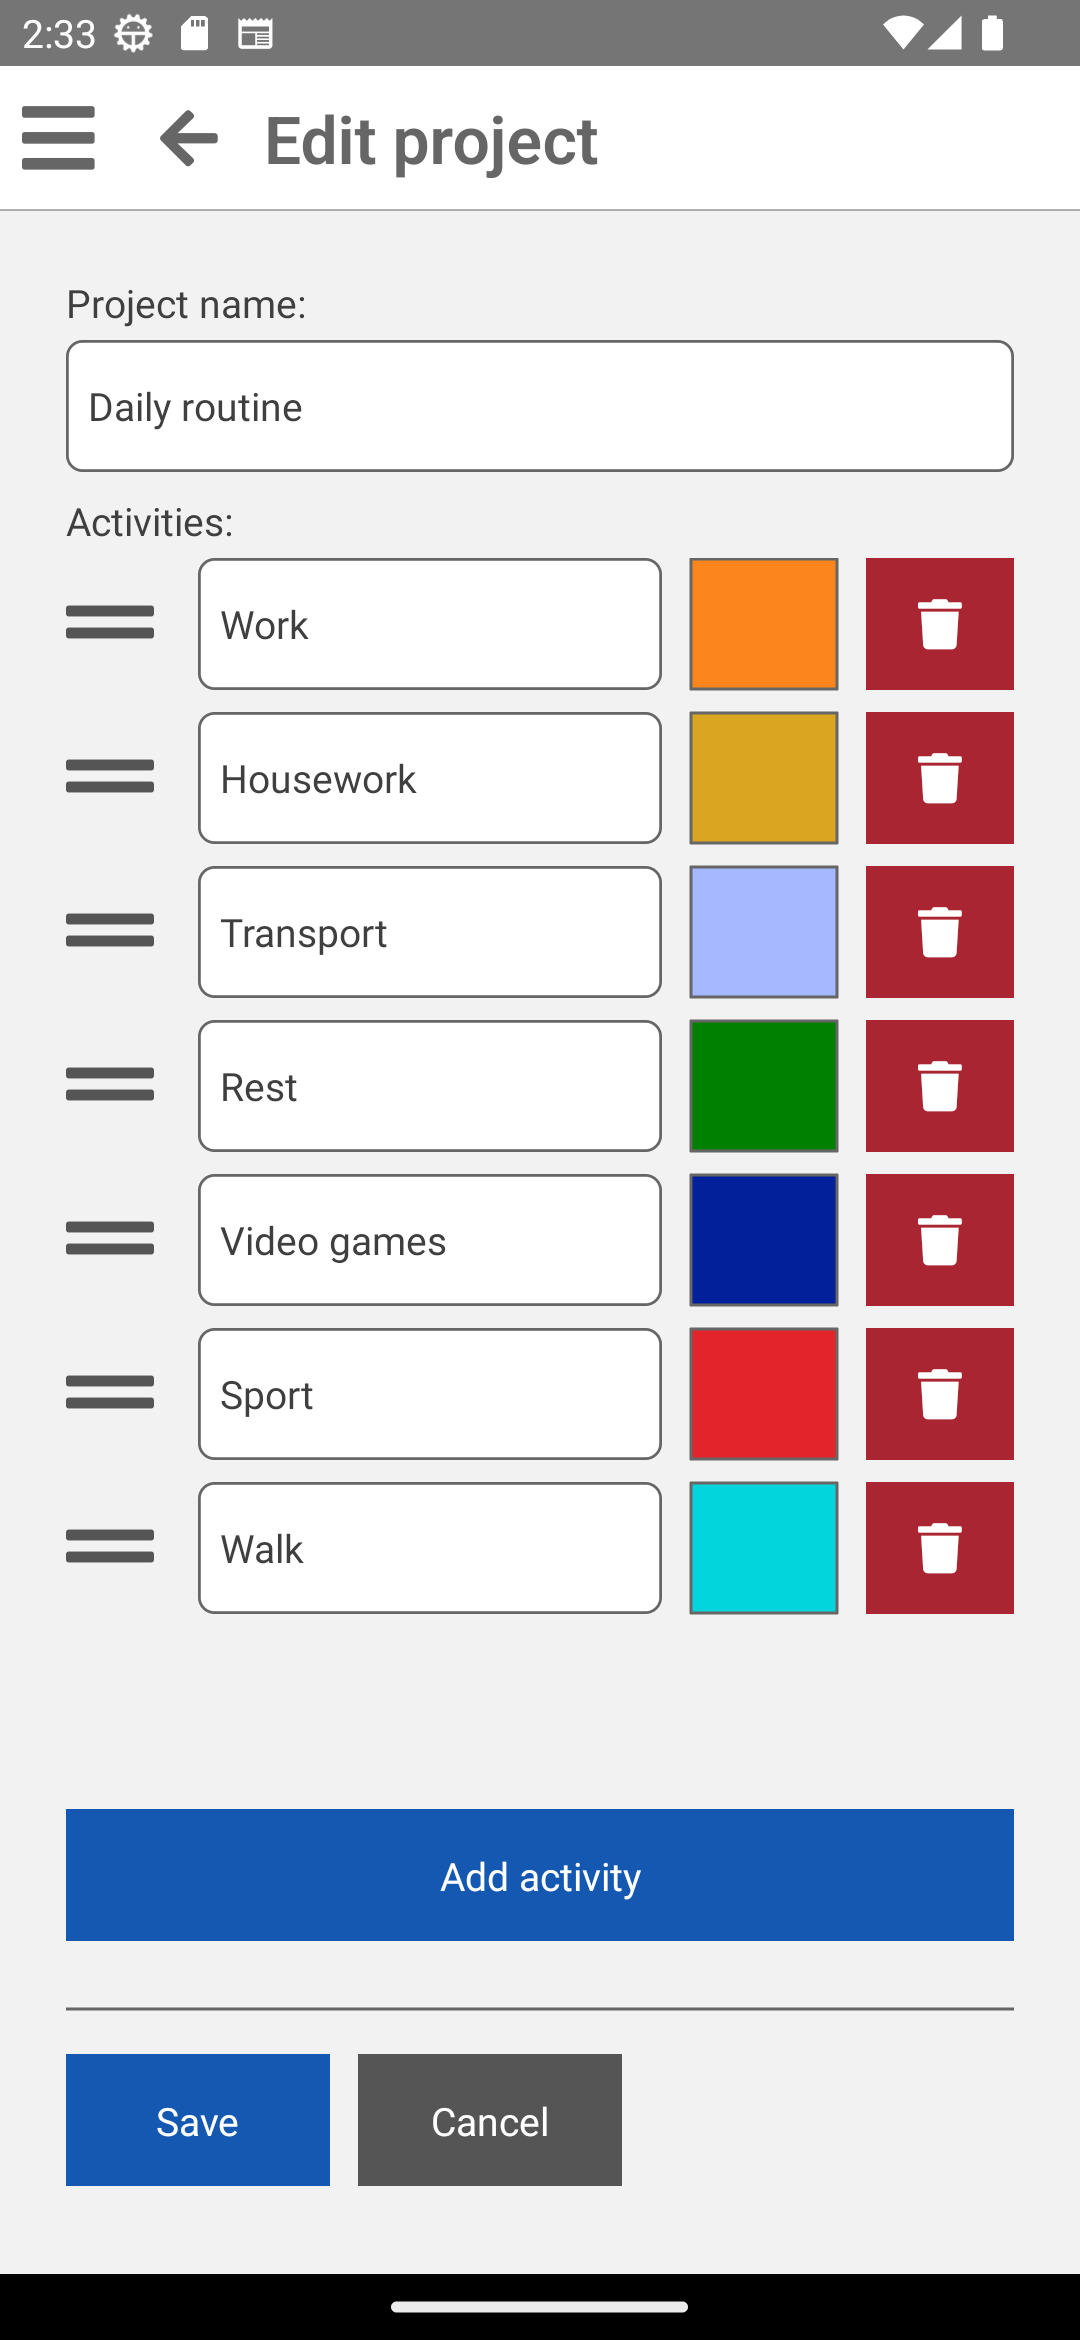 2:33
Edit project
Project name:
Daily routine
Activities:
Work
Housework
Transport
Rest
Video games
Sport
Walk
Add activity
Save
Cancel